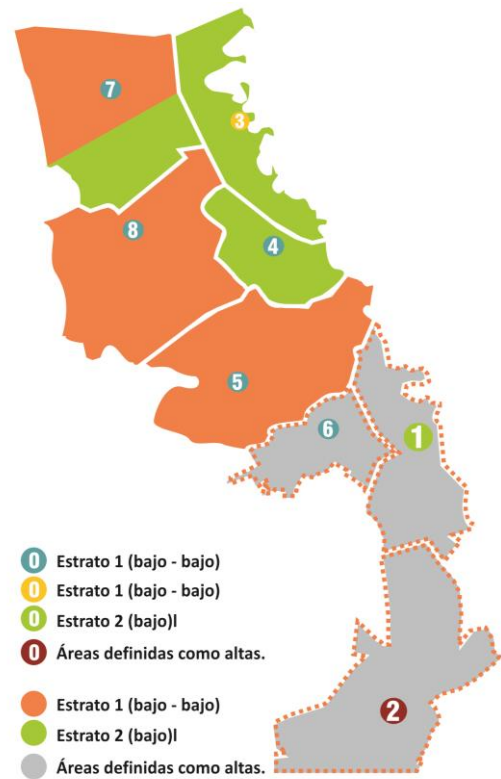 7
3
8
4
5
6
1
0 Estrato 1 (bajo - bajo)
0 Estrato 1 (bajo - bajo)
0 Estrato 2 (bajo)l
0 Áreas definidas como altas.
2
Estrato 1 (bajo - bajo)
Estrato 2 (bajo)l
Áreas definidas como altas.